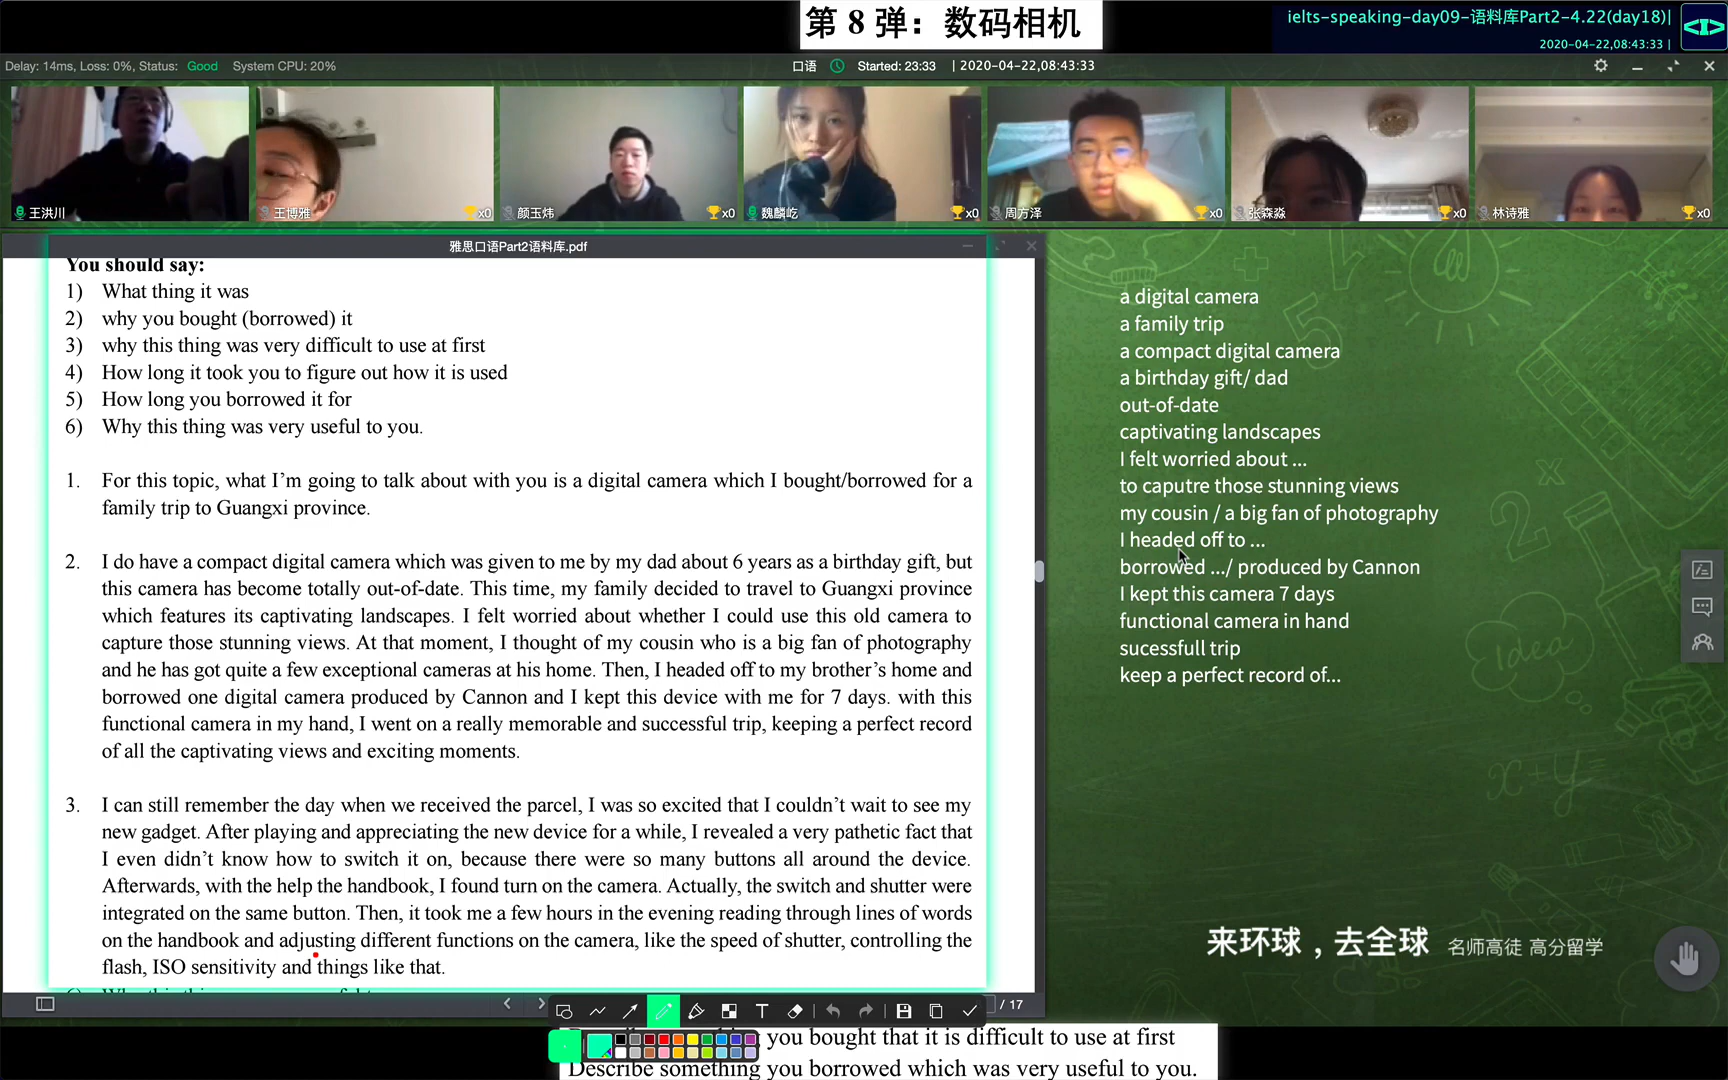 第 8 弹：数码相机
ielts-speaking-day09-语料库Part2-4.22(day18)|
2020-04-22,08:43:33 |
Delay: 14ms, Loss: 0%, Status: Good System CPU: 20%
口语 Started: 23:33 | 2020-04-22,08:43:33
王洪川
王博雅 x0
颜玉炜 x0
魏麟屹 x0
周方泽 x0
张森淼 x0
林诗雅 x0
雅思口语Part2语料库.pdf
You should say:
1) What thing it was
2) why you bought (borrowed) it
3) why this thing was very difficult to use at first
4) How long it took you to figure out how it is used
5) How long you borrowed it for
6) Why this thing was very useful to you.
1. For this topic, what I'm going to talk about with you is a digital camera which I bought/borrowed for a
family trip to Guangxi province.
2. I do have a compact digital camera which was given to me by my dad about 6 years as a birthday gift, but
this camera has become totally out-of-date. This time, my family decided to travel to Guangxi province
which features its captivating landscapes. I felt worried about whether I could use this old camera to
capture those stunning views. At that moment, I thought of my cousin who is a big fan of photography
and he has got quite a few exceptional cameras at his home. Then, I headed off to my brother's home and
borrowed one digital camera produced by Cannon and I kept this device with me for 7 days. with this
functional camera in my hand, I went on a really memorable and successful trip, keeping a perfect record
of all the captivating views and exciting moments.
3. I can still remember the day when we received the parcel, I was so excited that I couldn't wait to see my
new gadget. After playing and appreciating the new device for a while, I revealed a very pathetic fact that
I even didn't know how to switch it on, because there were so many buttons all around the device.
Afterwards, with the help the handbook, I found turn on the camera. Actually, the switch and shutter were
integrated on the same button. Then, it took me a few hours in the evening reading through lines of words
on the handbook and adjusting different functions on the camera, like the speed of shutter, controlling the
flash, ISO sensitivity and things like that.
/ 17
a digital camera
a family trip
a compact digital camera
a birthday gift/ dad
out-of-date
captivating landscapes
I felt worried about ...
to caputre those stunning views
my cousin / a big fan of photography
I headed off to ...
borrowed .../ produced by Cannon
I kept this camera 7 days
functional camera in hand
sucessfull trip
keep a perfect record of...
Idea
来环球，去全球 名师高徒 高分留学
you bought that it is difficult to use at first
Describe something you borrowed which was very useful to you.